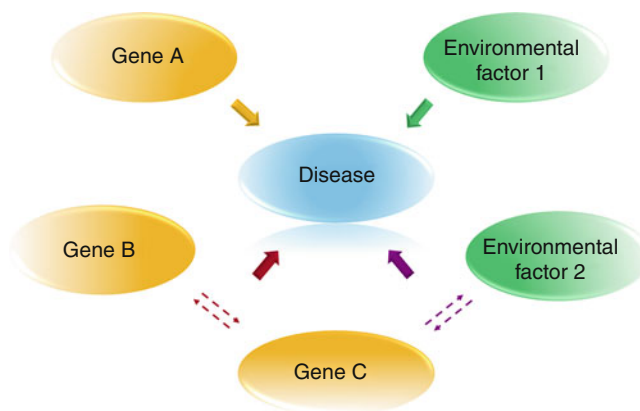 Gene A
Environmental
factor 1
Disease
Gene B
Environmental
factor 2
Gene C